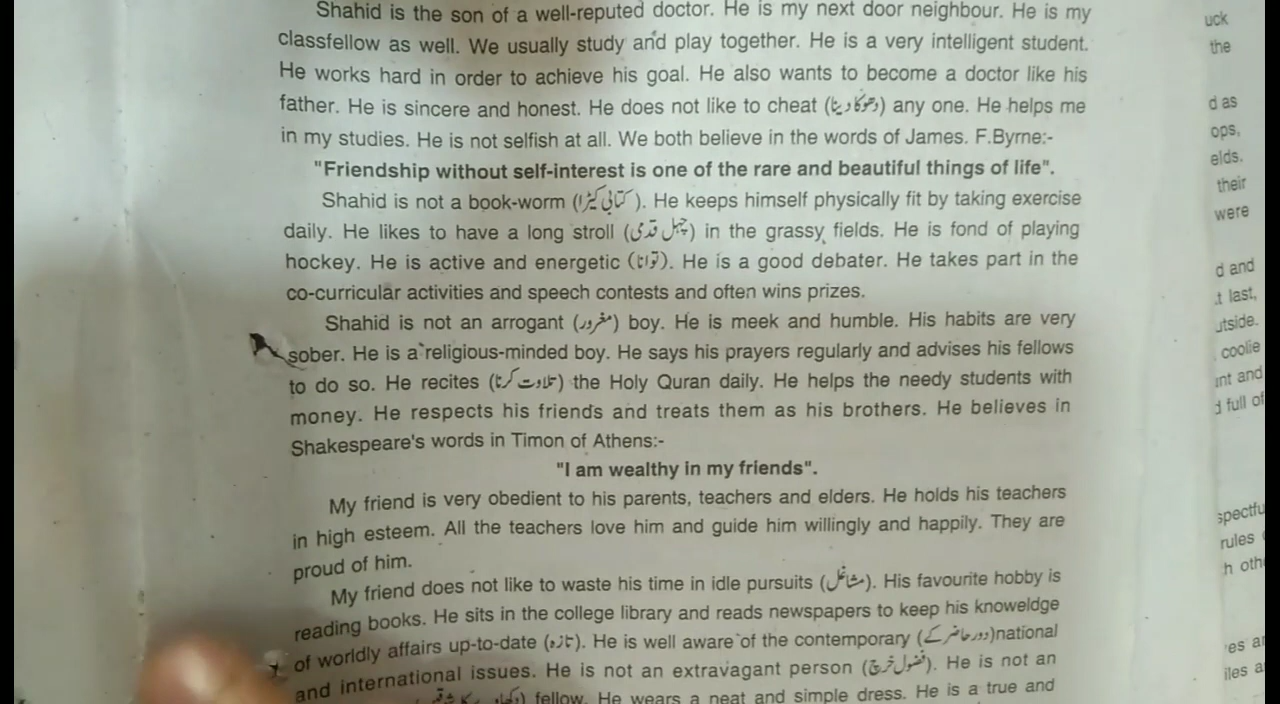 Shahid is the son of a well-reputed doctor. He is my next door neighbour. He is my
classfellow as well. We usually study and play together. He is a very intelligent student.
He works hard in order to achieve his goal. He also wants to become a doctor like his
father. He is sincere and honest. He does not like to cheat (دھوکا دینا) any one. He helps me
in my studies. He is not selfish at all. We both believe in the words of James. F.Byrne:-
"Friendship without self-interest is one of the rare and beautiful things of life".
Shahid is not a book-worm (کتابی کیڑا). He keeps himself physically fit by taking exercise
daily. He likes to have a long stroll (چہل قدمی) in the grassy fields. He is fond of playing
hockey. He is active and energetic (توانا). He is a good debater. He takes part in the
co-curricular activities and speech contests and often wins prizes.
Shahid is not an arrogant (مغرور) boy. He is meek and humble. His habits are very
sober. He is a religious-minded boy. He says his prayers regularly and advises his fellows
to do so. He recites (تلاوت کرتا) the Holy Quran daily. He helps the needy students with
money. He respects his friends and treats them as his brothers. He believes in
Shakespeare's words in Timon of Athens:-
"I am wealthy in my friends".
My friend is very obedient to his parents, teachers and elders. He holds his teachers
in high esteem. All the teachers love him and guide him willingly and happily. They are
proud of him.
My friend does not like to waste his time in idle pursuits (مشاغل). His favourite hobby is
reading books. He sits in the college library and reads newspapers to keep his knoweldge
of worldly affairs up-to-date (تازہ). He is well aware of the contemporary (دور حاضر کے)national
and international issues. He is not an extravagant person (فضول خرچ). He is not an
fellow. He wears a neat and simple dress. He is a true and
uck
the
d as
ops,
elds.
their
were
d and
t last,
utside.
coolie
int and
d full of
spectfu
rules
h oth
es a
iles a